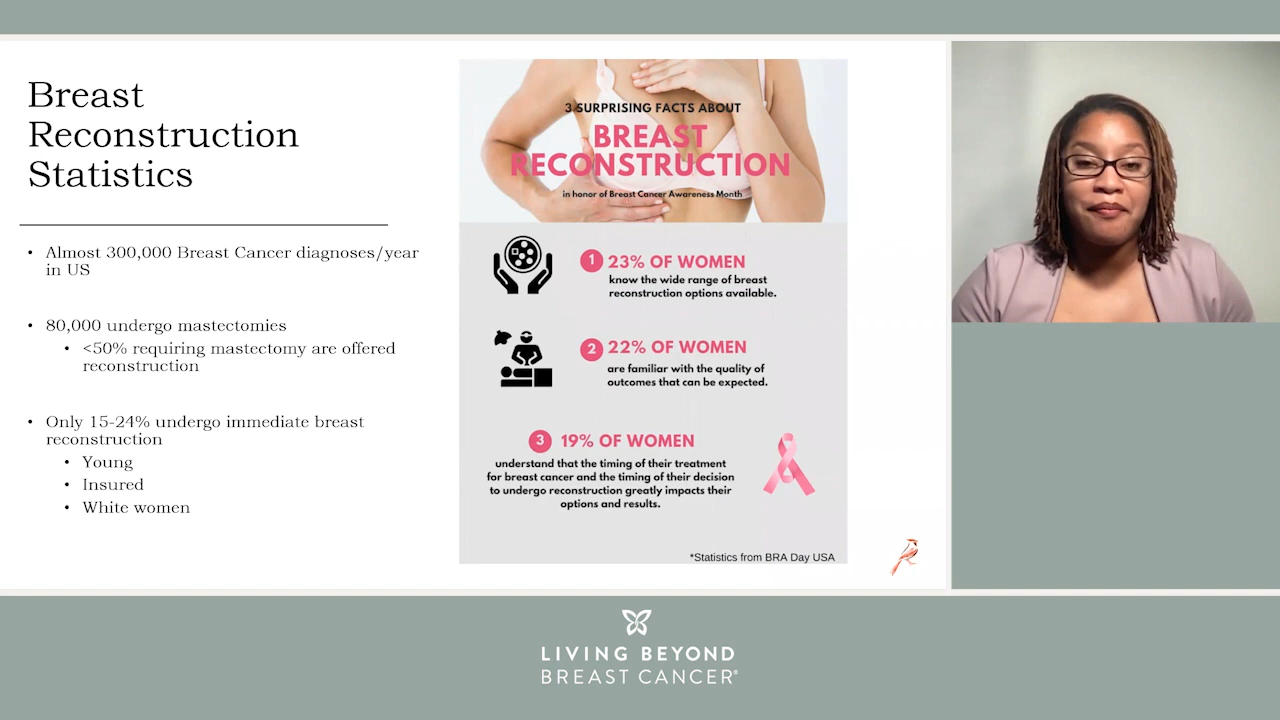 Breast
Reconstruction
Statistics
• Almost 300,000 Breast Cancer diagnoses/year
in US
• 80,000 undergo mastectomies
• <50% requiring mastectomy are offered
reconstruction
• Only 15-24% undergo immediate breast
reconstruction
• Young
• Insured
• White women
3 SURPRISING FACTS ABOUT
BREAST
RECONSTRUCTION
in honor of Breast Cancer Awareness Month
1 23% OF WOMEN
know the wide range of breast
reconstruction options available.
2 22% OF WOMEN
are familiar with the quality of
outcomes that can be expected.
3 19% OF WOMEN
understand that the timing of their treatment
for breast cancer and the timing of their decision
to undergo reconstruction greatly impacts their
options and results.
*Statistics from BRA Day USA
LIVING BEYOND
BREAST CANCER®